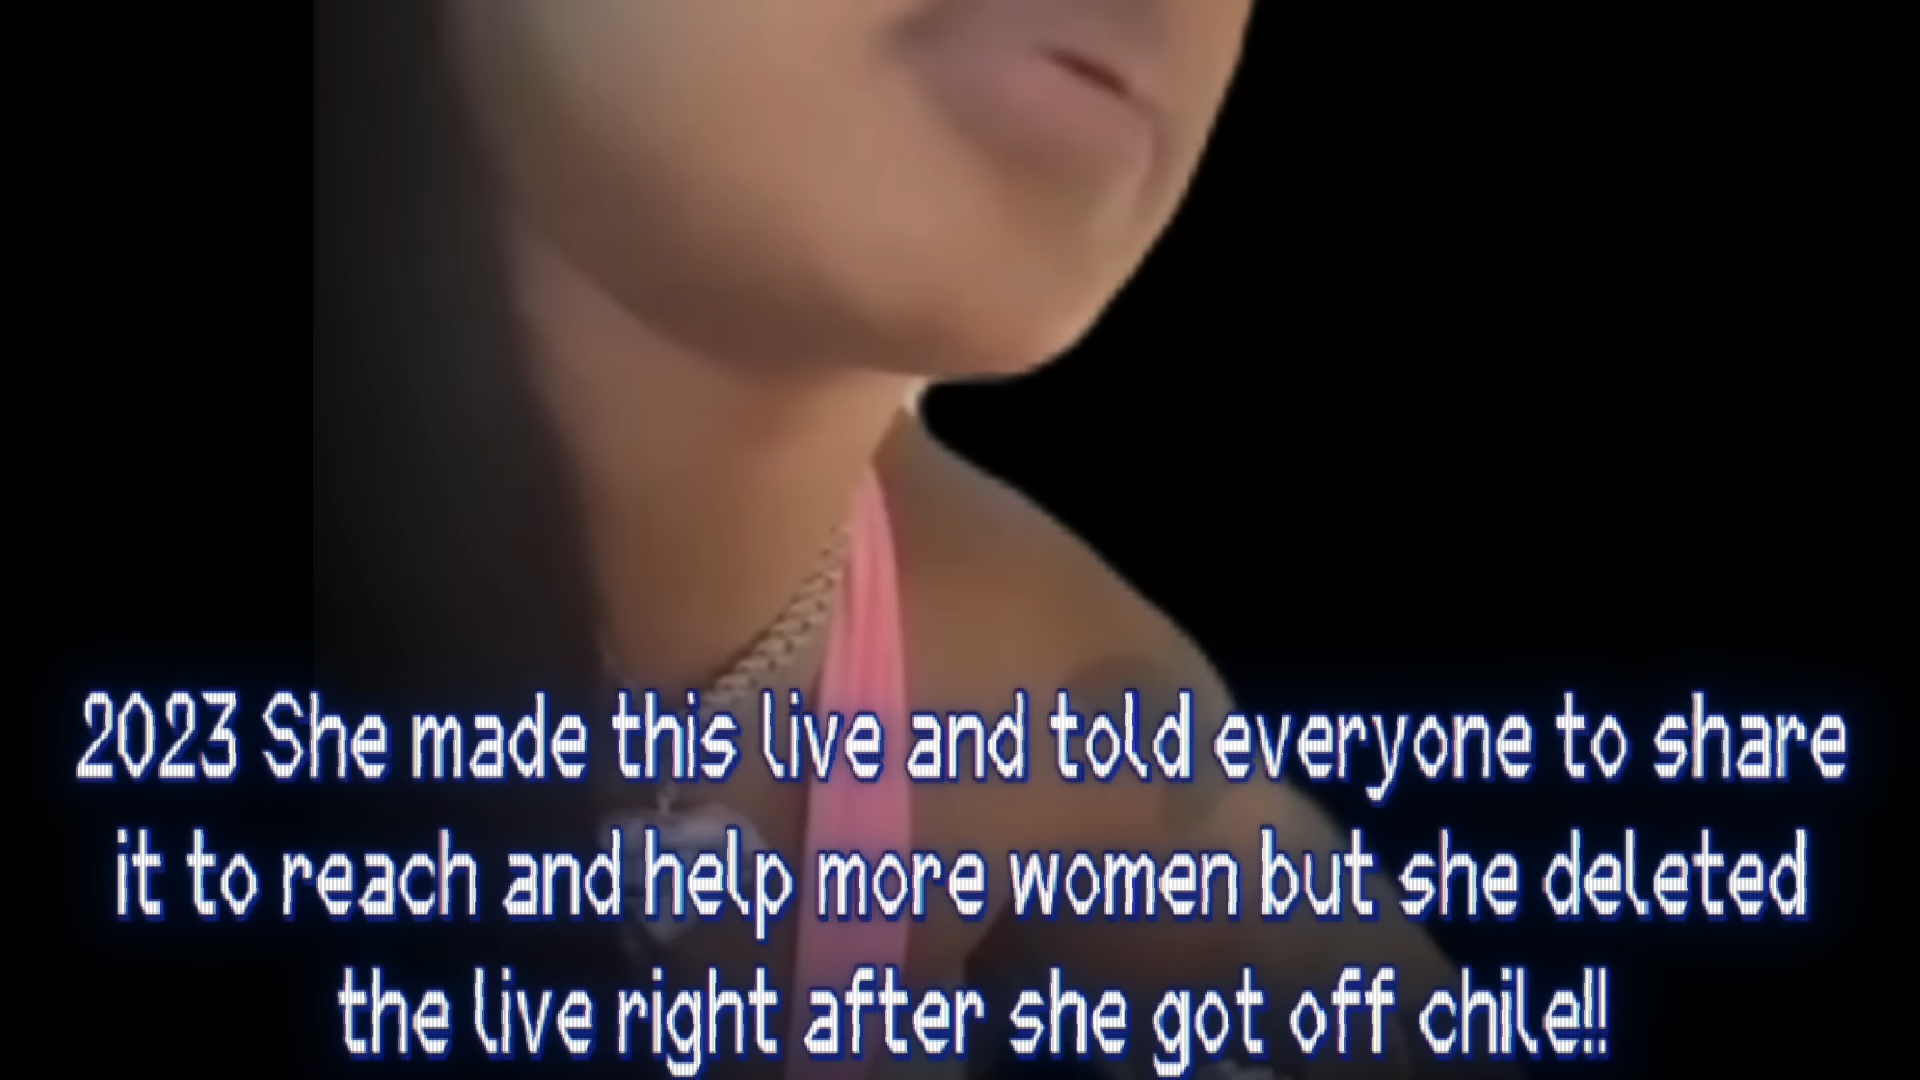 2023 She made this live and told everyone to share
it to reach and help more women but she deleted
the live right after she got off chile!!